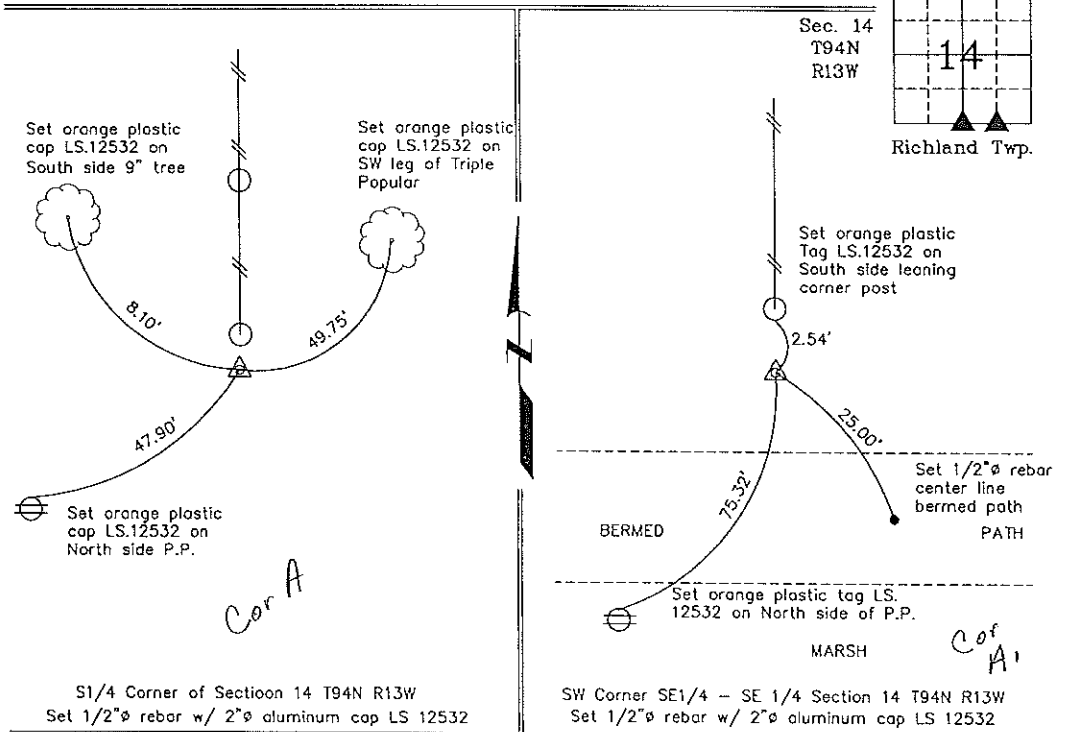 Sec. 14
T94N
R13W
14
Richland Twp.
Set orange plastic
cap LS.12532 on
South side 9" tree
Set orange plastic
cap LS.12532 on
SW leg of Triple
Popular
8.10'
49.75'
47.90'
Set orange plastic
cap LS.12532 on
North side P.P.
Cor A
S1/4 Corner of Sectioon 14 T94N R13W
Set 1/2"ø rebar w/ 2"ø aluminum cap LS 12532
Set orange plastic
Tag LS.12532 on
South side leaning
corner post
2.54'
25.00'
75.32'
Set 1/2"ø rebar
center line
bermed path
BERMED
PATH
Set orange plastic tag LS.
12532 on North side of P.P.
MARSH
Cor
A1
SW Corner SE1/4 - SE 1/4 Section 14 T94N R13W
Set 1/2"ø rebar w/ 2"ø aluminum cap LS 12532